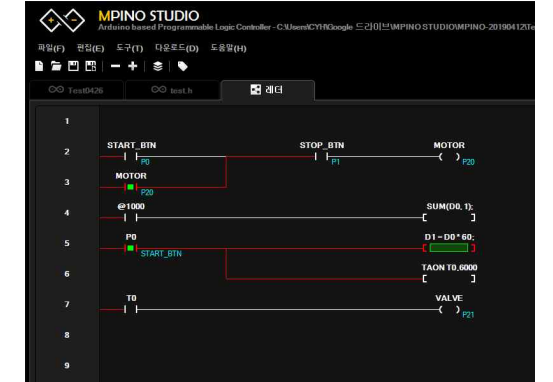 MPINO STUDIO
Arduino based Programmable Logic Controller - C:\Users\CYH\Google 드라이브\MPINO STUDIO\MPINO-20190412\Te
파일(F) 편집(E) 도구(T) 다운로드(D) 도움말(H)
Test0426 test.h 레더
1
START_BTN STOP_BTN MOTOR
2
P0 P1 P20
MOTOR
3
P20
@1000 SUM(D0, 1);
4
P0 D1 = D0 * 60;
5
START_BTN
TAON T0,6000
6
T0 VALVE
7
P21
8
9